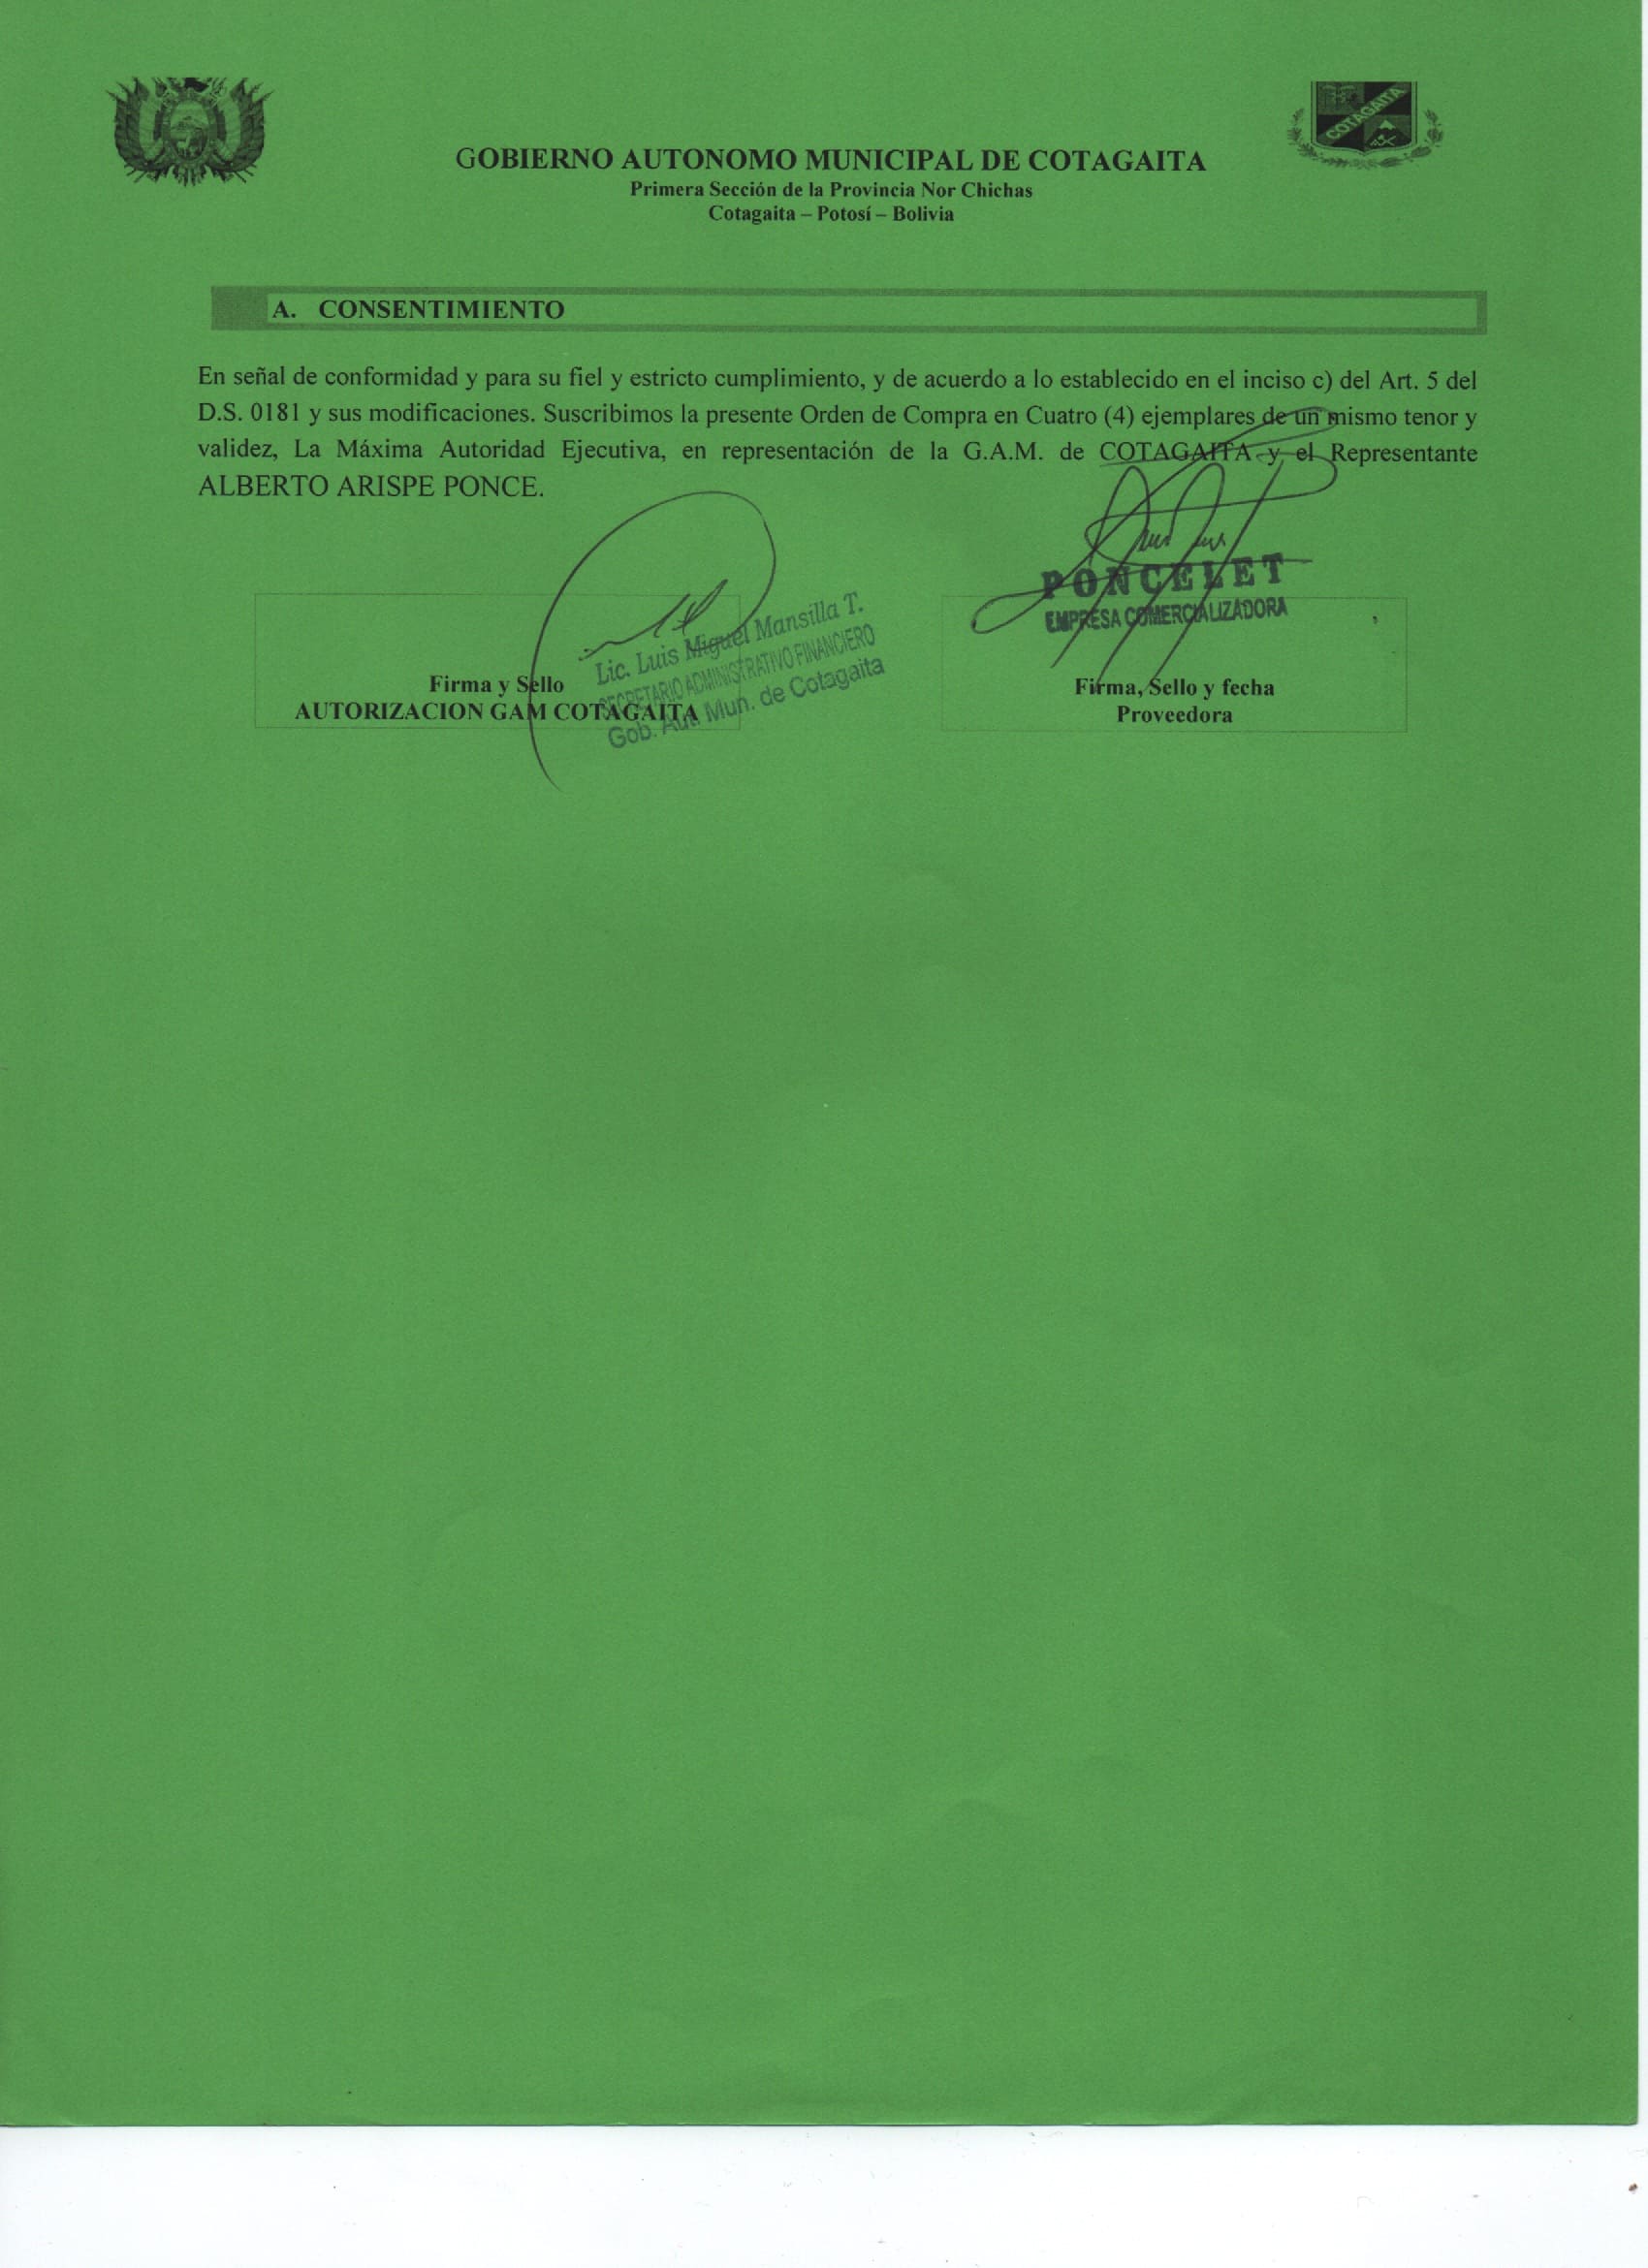 COTAGAITA
GOBIERNO AUTONOMO MUNICIPAL DE COTAGAITA
Primera Sección de la Provincia Nor Chichas
Cotagaita – Potosí – Bolivia
A. CONSENTIMIENTO
En señal de conformidad y para su fiel y estricto cumplimiento, y de acuerdo a lo establecido en el inciso c) del Art. 5 del
D.S. 0181 y sus modificaciones. Suscribimos la presente Orden de Compra en Cuatro (4) ejemplares de un mismo tenor y
validez, La Máxima Autoridad Ejecutiva, en representación de la G.A.M. de COTAGAITA y el Representante
ALBERTO ARISPE PONCE.
Lic. Luis Miguel Mansilla T.
SECRETARIO ADMINISTRATIVO FINANCIERO
Gob. Aut. Mun. de Cotagaita
Firma y Sello
AUTORIZACION GAM COTAGAITA
PONCELET
EMPRESA COMERCIALIZADORA
Firma, Sello y fecha
Proveedora